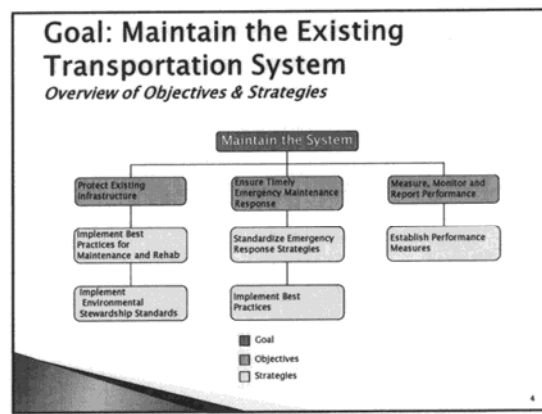 Goal: Maintain the Existing
Transportation System
Overview of Objectives & Strategies
Maintain the System
Protect Existing
Infrastructure
Ensure Timely
Emergency Maintenance
Response
Measure, Monitor and
Report Performance
Implement Best
Practices for
Maintenance and Rehab
Standardize Emergency
Response Strategies
Establish Performance
Measures
Implement
Environmental
Stewardship Standards
Implement Best
Practices
Goal
Objectives
Strategies
4